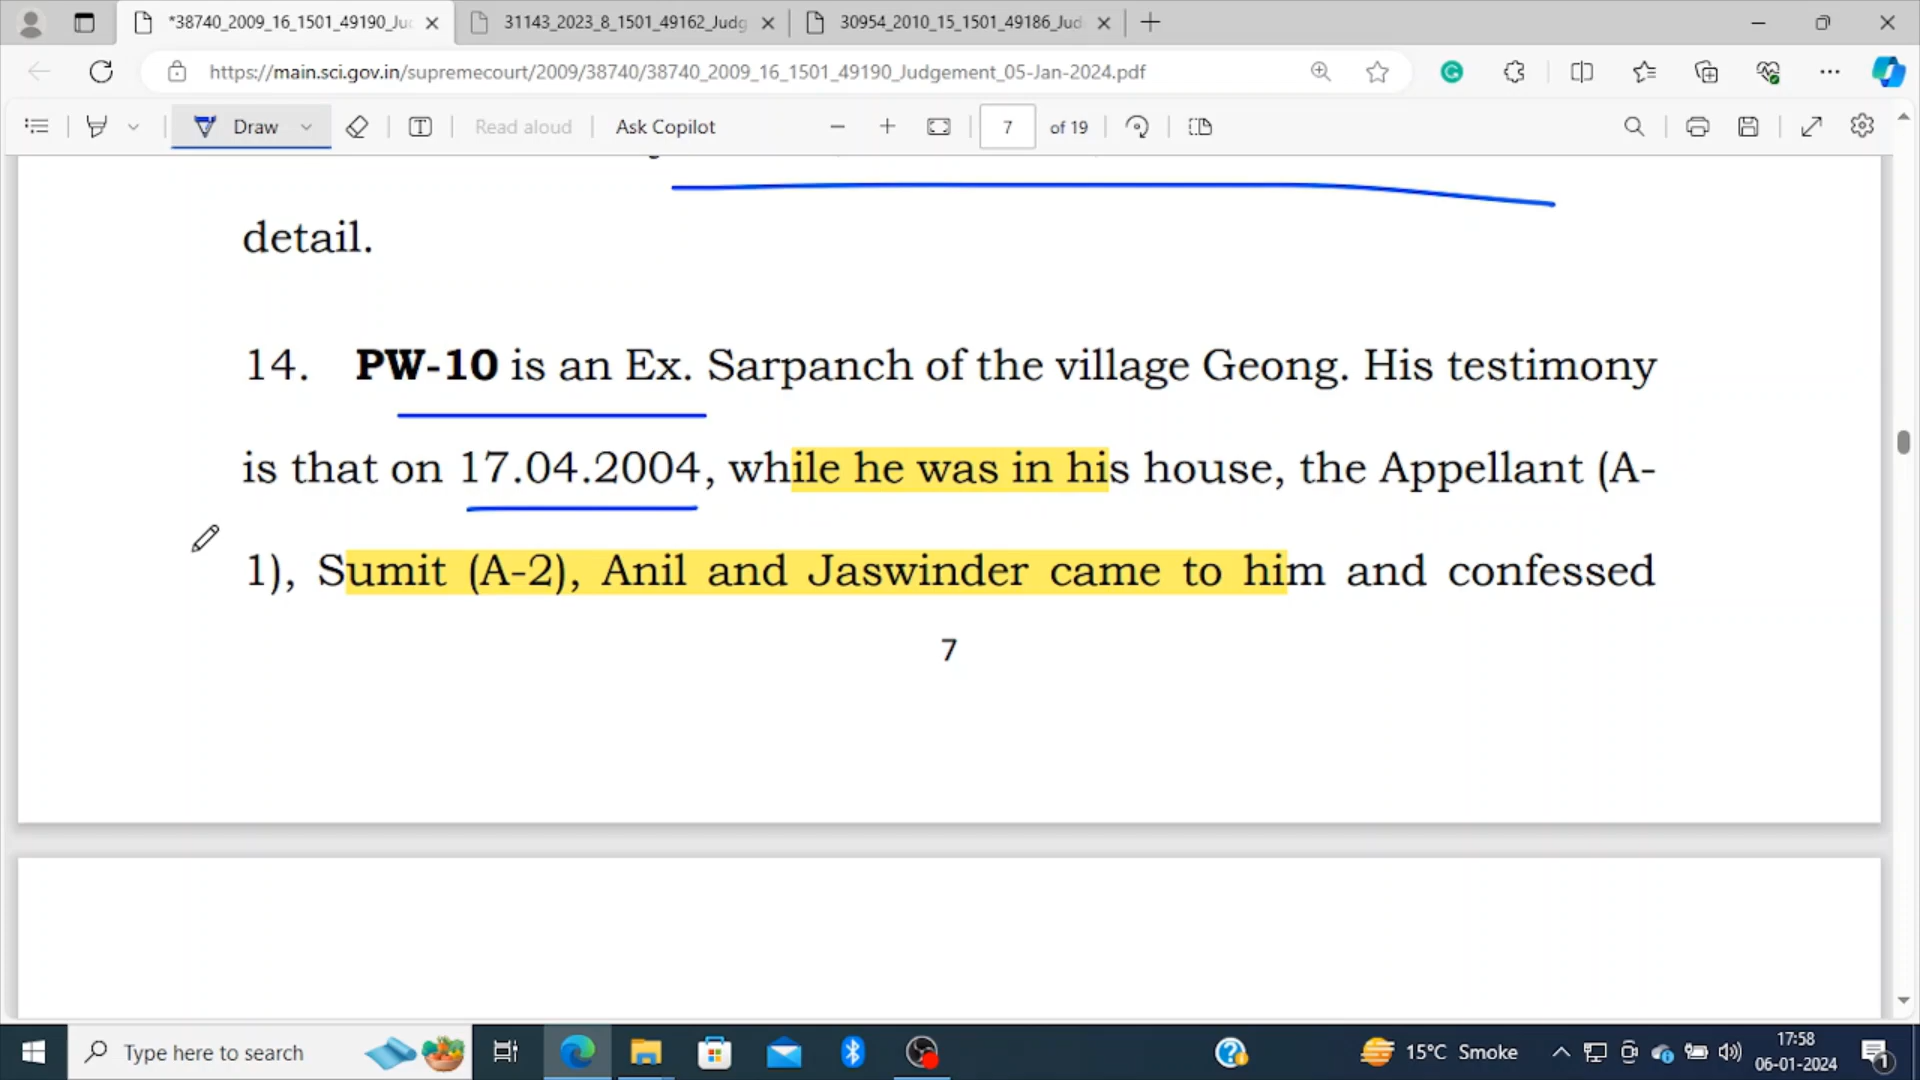 *38740_2009_16_1501_49190_Ju
31143_2023_8_1501_49162_Judg
30954_2010_15_1501_49186_Jud
https://main.sci.gov.in/supremecourt/2009/38740/38740_2009_16_1501_49190_Judgement_05-Jan-2024.pdf
Draw
Read aloud
Ask Copilot
7
of 19
detail.
14. PW-10 is an Ex. Sarpanch of the village Geong. His testimony
is that on 17.04.2004, while he was in his house, the Appellant (A-
1), Sumit (A-2), Anil and Jaswinder came to him and confessed
7
Type here to search
15°C Smoke
17:58
06-01-2024
1